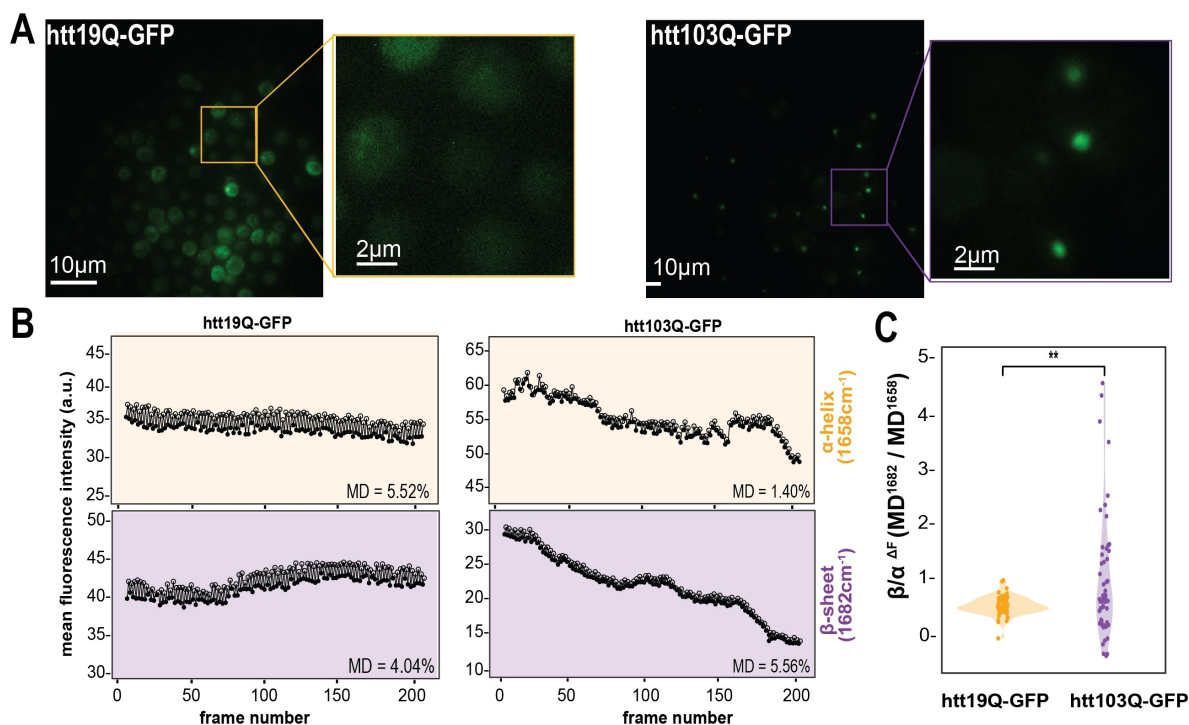 A
htt19Q-GFP
10μm
2μm
htt103Q-GFP
10μm
2μm
B
htt19Q-GFP
htt103Q-GFP
mean fluorescence intensity (a.u.)
45-
40-
35-
30-
25-
MD = 5.52%
65-
60-
55-
50-
45-
MD = 1.40%
α-helix
(1658cm⁻¹)
50-
45-
40-
35-
30-
MD = 4.04%
30-
25-
20-
15-
10-
MD = 5.56%
β-sheet
(1682cm⁻¹)
0 50 100 150 200
frame number
0 50 100 150 200
frame number
C
β/α ΔF (MD¹⁶⁸² / MD¹⁶⁵⁸)
5-
4-
3-
2-
1-
0-
**
htt19Q-GFP
htt103Q-GFP